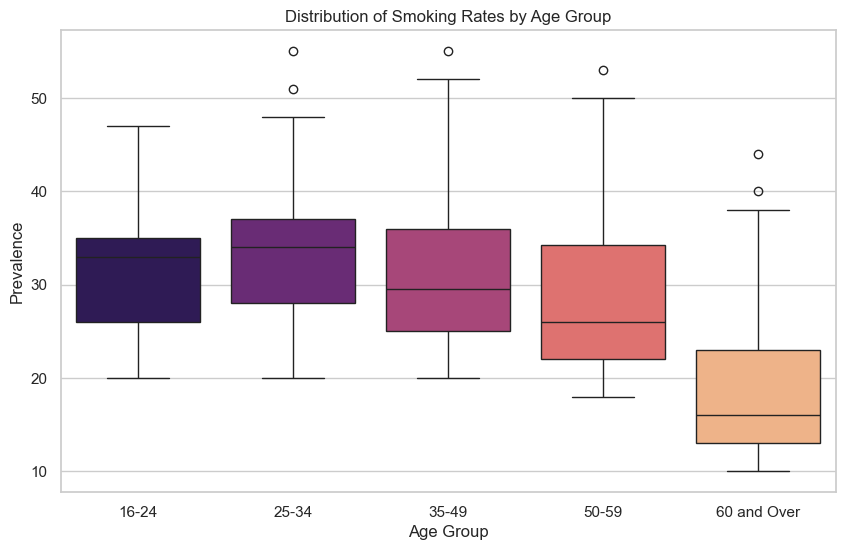 Distribution of Smoking Rates by Age Group
Prevalence
50
40
30
20
10
16-24
25-34
35-49
50-59
60 and Over
Age Group